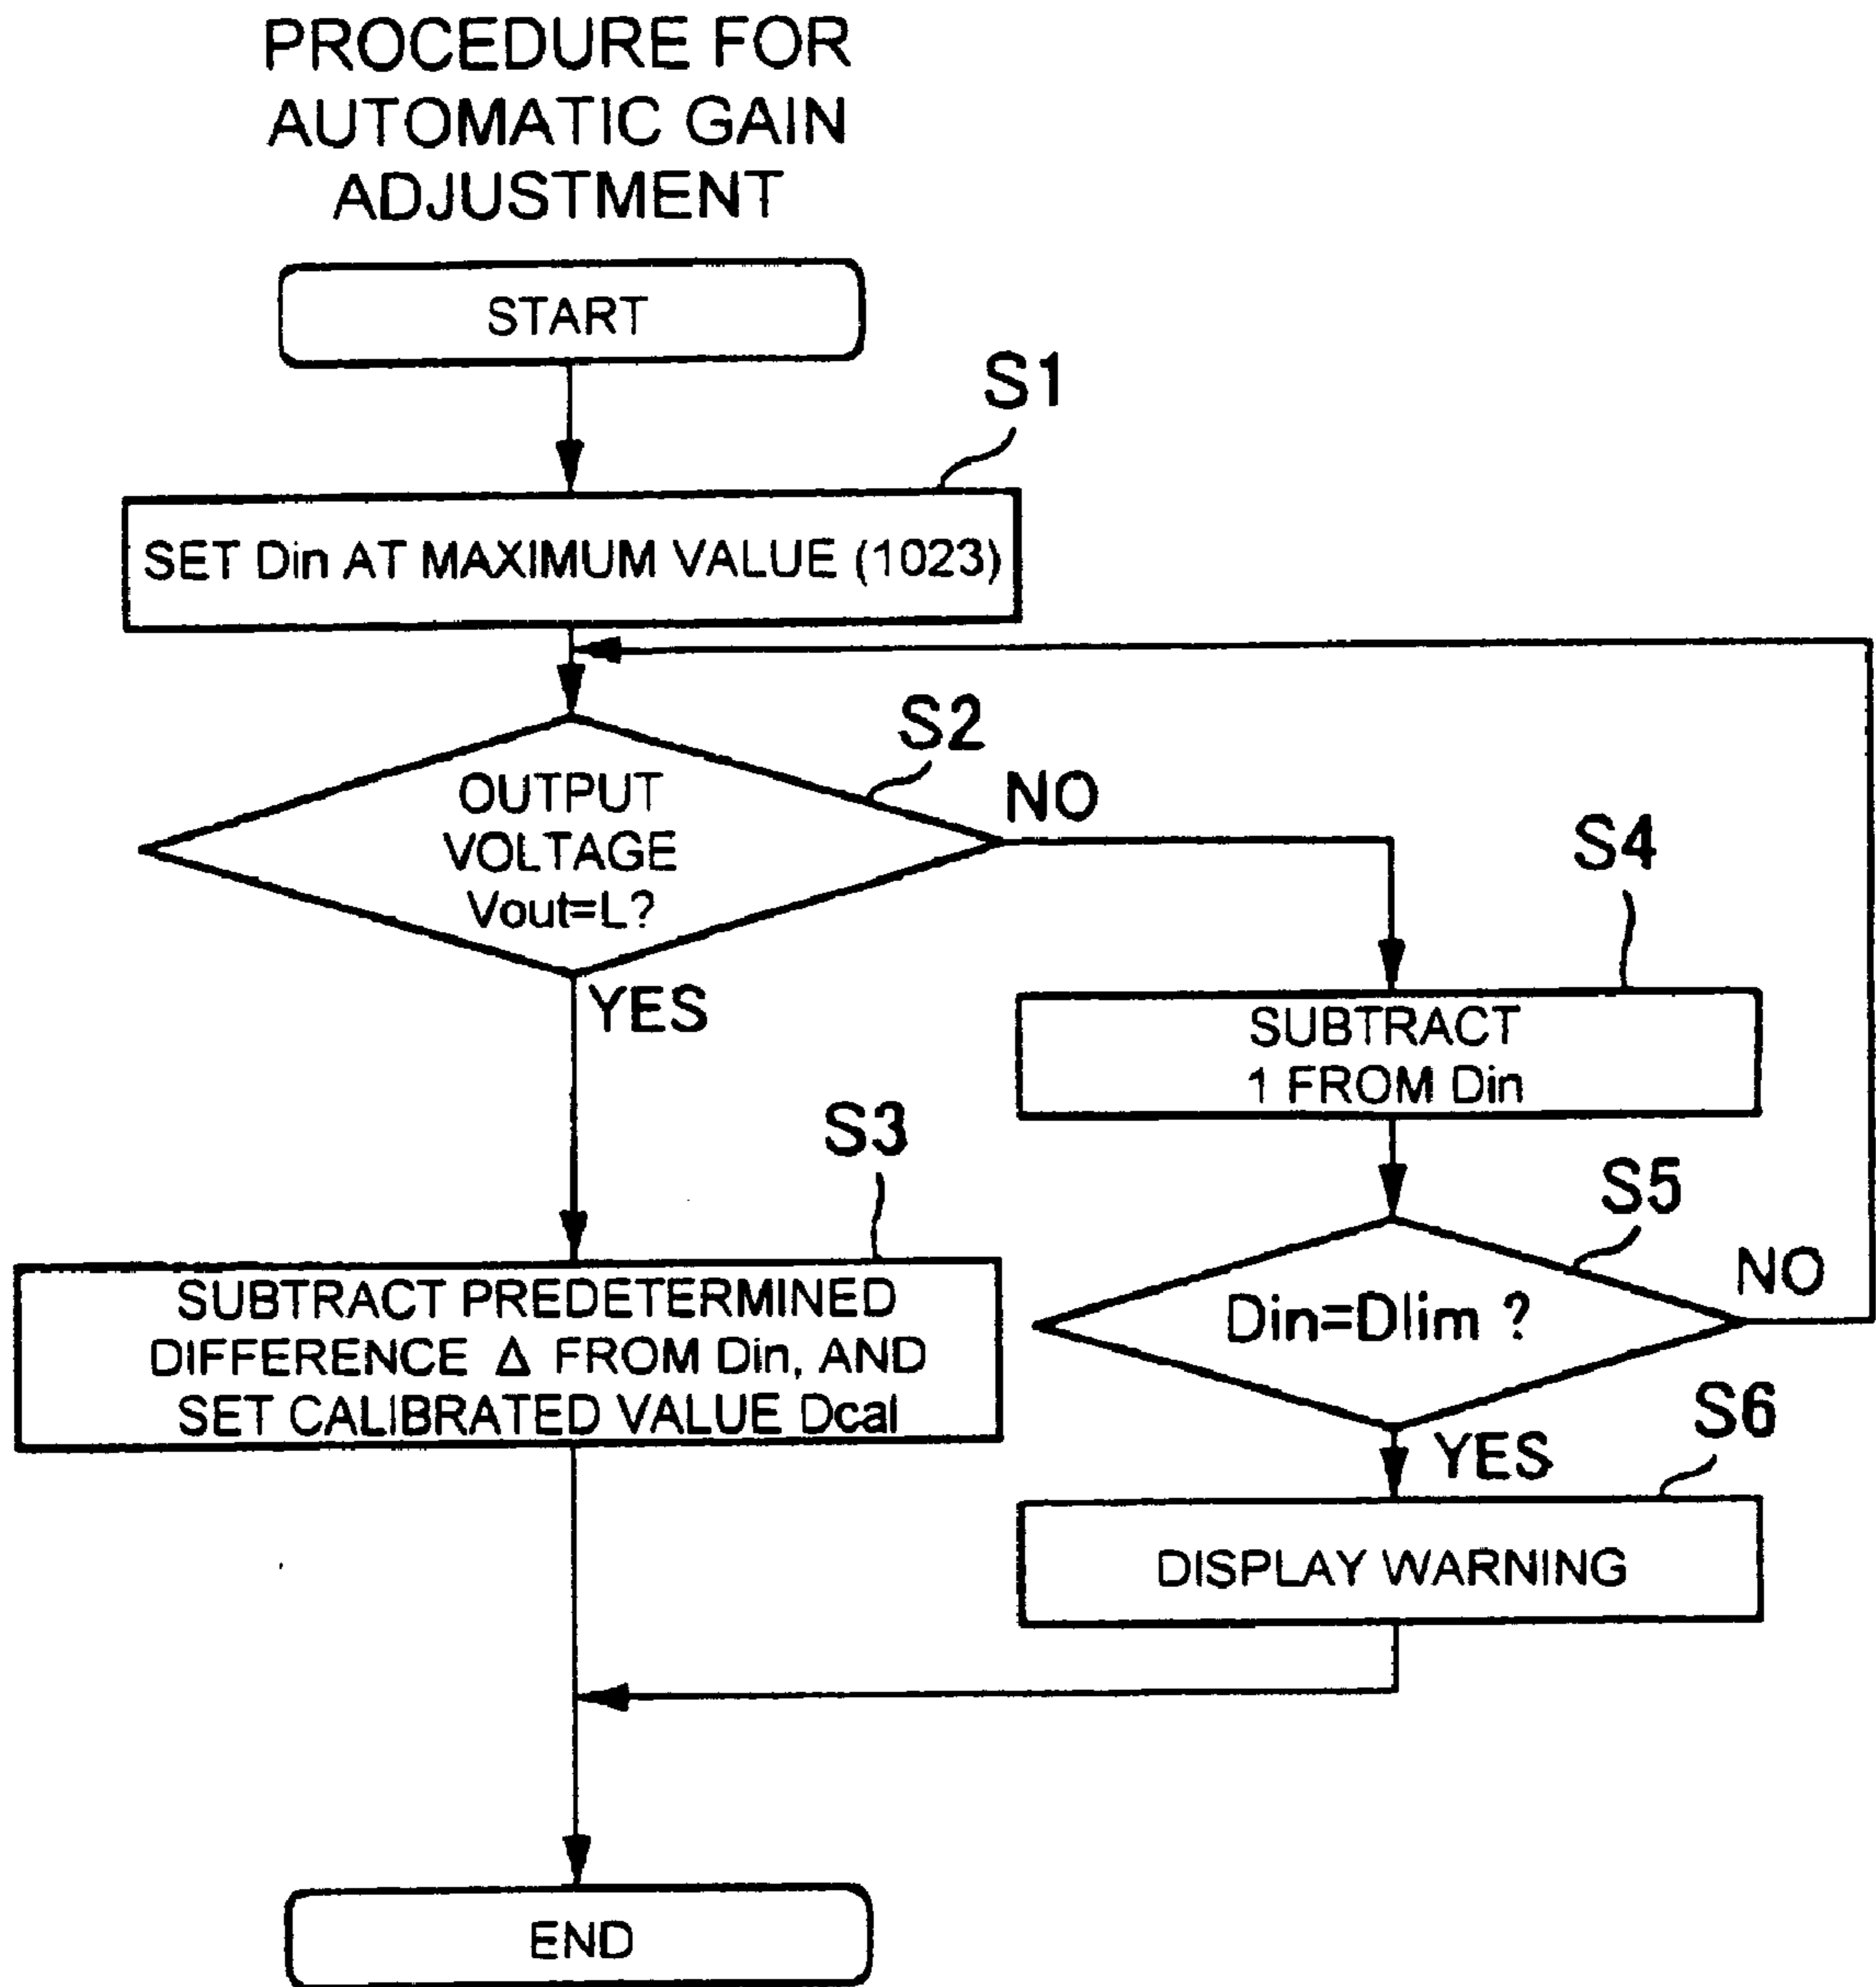 PROCEDURE FOR
AUTOMATIC GAIN
ADJUSTMENT
START
S1
SET Din AT MAXIMUM VALUE (1023)
S2
OUTPUT
VOLTAGE
Vout=L?
NO
YES
S4
SUBTRACT
1 FROM Din
S3
SUBTRACT PREDETERMINED
DIFFERENCE Δ FROM Din, AND
SET CALIBRATED VALUE Dcal
S5
Din=Dlim ?
NO
YES
S6
DISPLAY WARNING
END